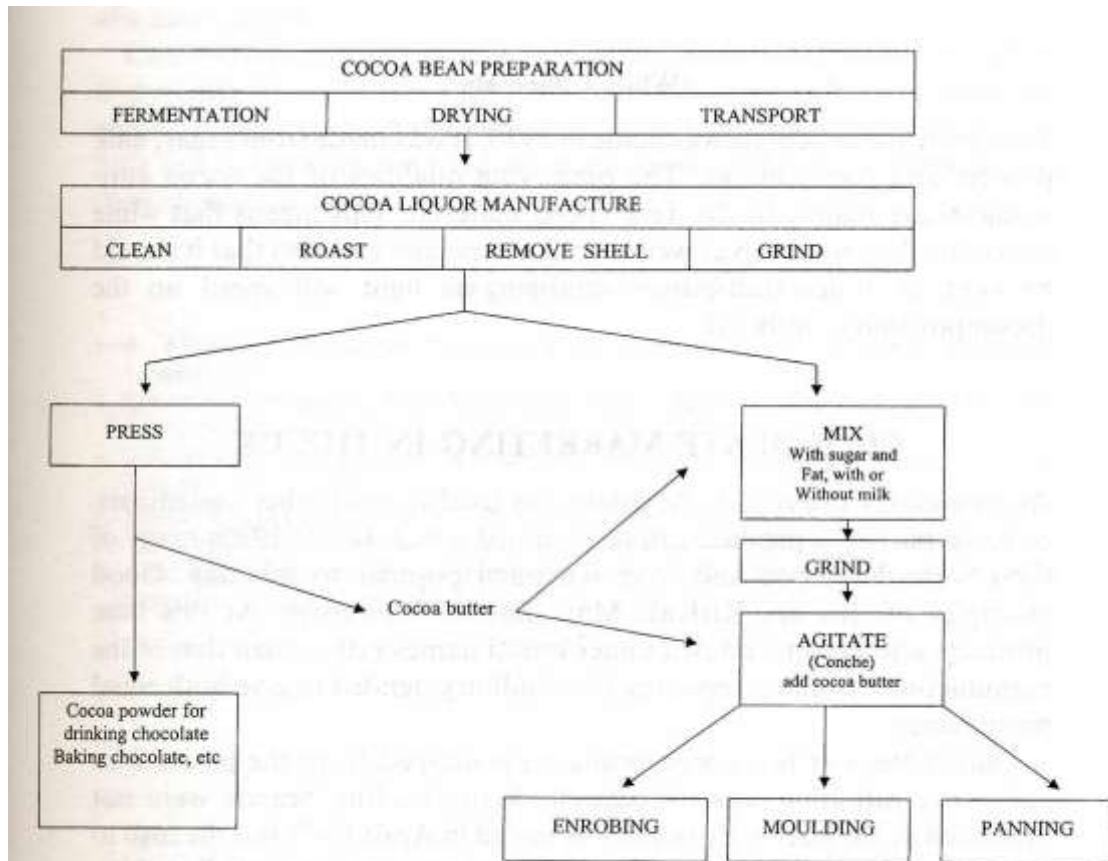 COCOA BEAN PREPARATION
FERMENTATION DRYING TRANSPORT
COCOA LIQUOR MANUFACTURE
CLEAN ROAST REMOVE SHELL GRIND
PRESS
MIX
With sugar and
Fat, with or
Without milk
GRIND
Cocoa butter
AGITATE
(Conche)
add cocoa butter
Cocoa powder for
drinking chocolate
Baking chocolate, etc
ENROBING MOULDING PANNING